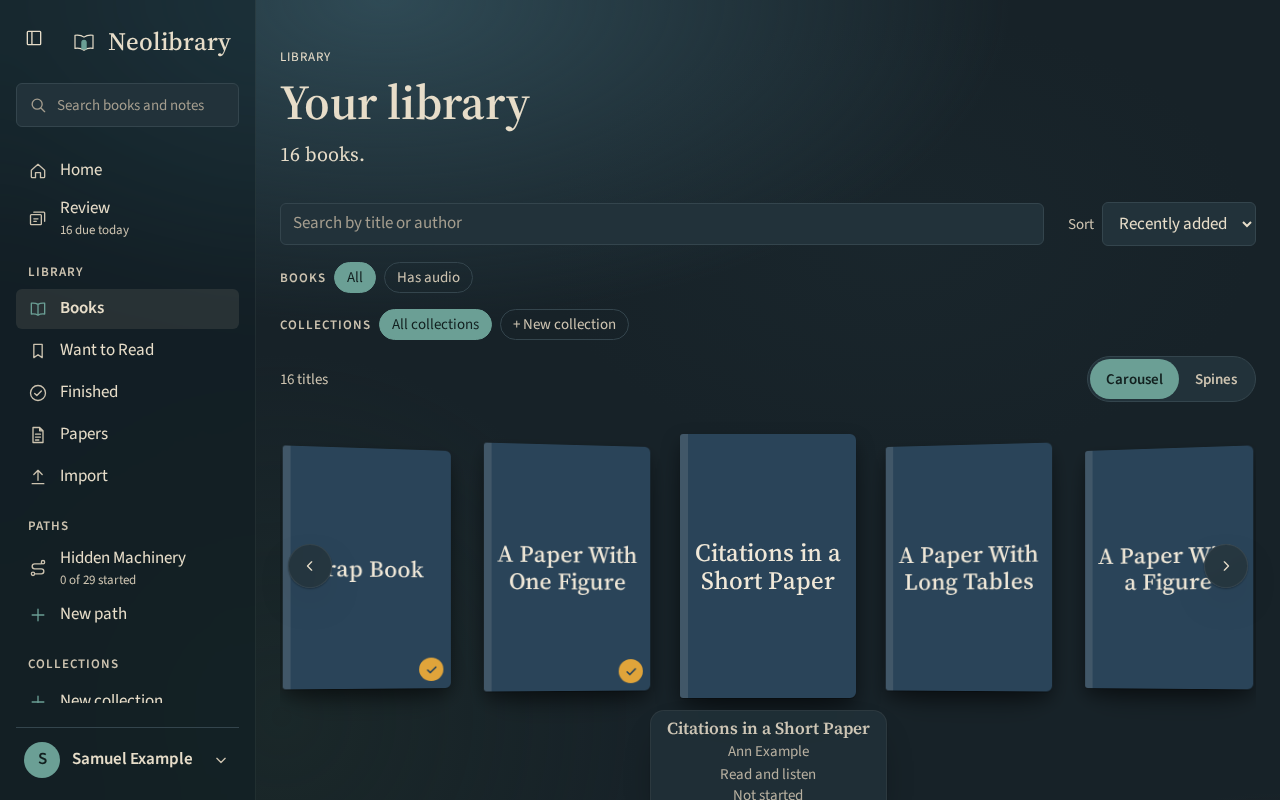 Neolibrary
Search books and notes
Home
Review
16 due today
LIBRARY
Books
Want to Read
Finished
Papers
Import
PATHS
Hidden Machinery
0 of 29 started
New path
COLLECTIONS
New collection
S
Samuel Example
LIBRARY
Your library
16 books.
Search by title or author
Sort
Recently added
BOOKS
All
Has audio
COLLECTIONS
All collections
+ New collection
16 titles
Carousel
Spines
Book
A Paper With
One Figure
Citations in a
Short Paper
A Paper With
Long Tables
A Paper
a Figure
Citations in a Short Paper
Ann Example
Read and listen
Not started